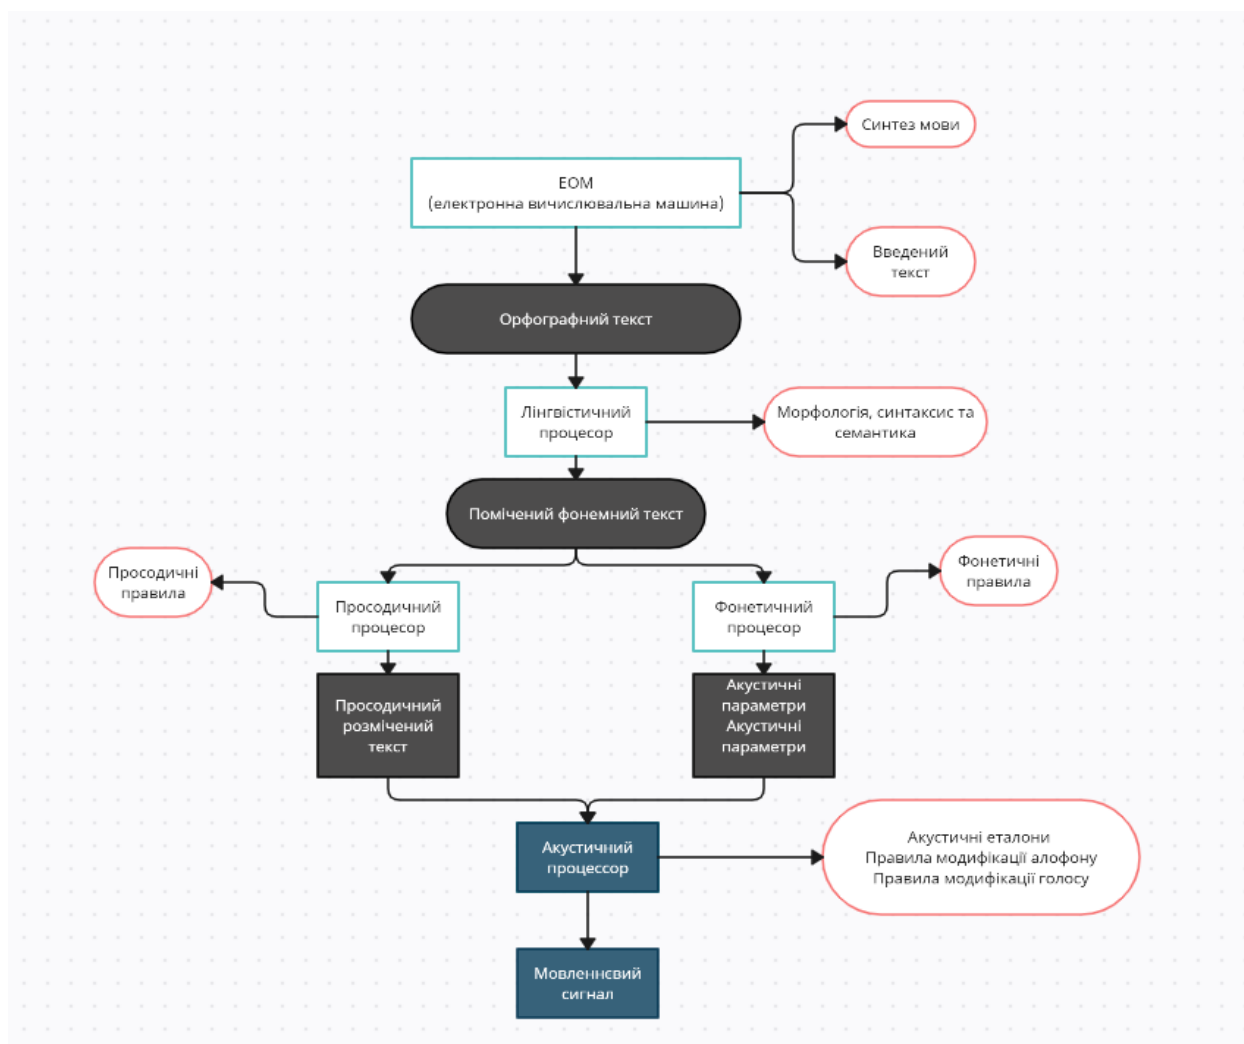 Синтез мови
ЕОМ
(електронна вичислювальна машина)
Введений
текст
Орфографний текст
Лінгвістичний
процесор
Морфологія, синтаксис та
семантика
Помічений фонемний текст
Просодичні
правила
Фонетичні
правила
Просодичний
процесор
Фонетичний
процесор
Просодичний
розмічений
текст
Акустичні
параметри
Акустичні
параметри
Акустичний
процессор
Акустичні еталони
Правила модифікації алофону
Правила модифікації голосу
Мовленнсвий
сигнал